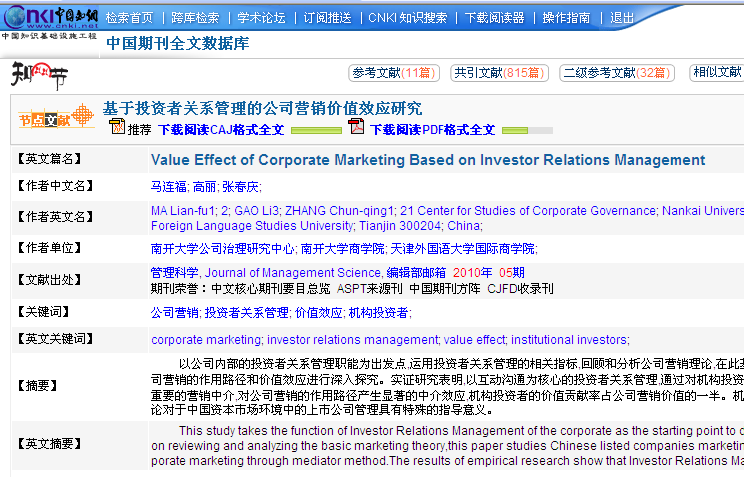 CNKI 中国知网
www.cnki.net
中国知识基础设施工程
检索首页 | 跨库检索 | 学术论坛 | 订阅推送 | CNKI知识搜索 | 下载阅读器 | 操作指南 | 退出
中国期刊全文数据库
知网节
参考文献(11篇) 共引文献(815篇) 二级参考文献(32篇) 相似文献
节点文献
基于投资者关系管理的公司营销价值效应研究
推荐 下载阅读CAJ格式全文 下载阅读PDF格式全文
【英文篇名】 Value Effect of Corporate Marketing Based on Investor Relations Management
【作者中文名】 马连福; 高丽; 张春庆;
【作者英文名】 MA Lian-fu1; 2; GAO Li3; ZHANG Chun-qing1; 21 Center for Studies of Corporate Governance; Nankai Univers
Foreign Language Studies University; Tianjin 300204; China;
【作者单位】 南开大学公司治理研究中心; 南开大学商学院; 天津外国语大学国际商学院;
【文献出处】 管理科学, Journal of Management Science, 编辑部邮箱 2010年 05期
期刊荣誉：中文核心期刊要目总览 ASPT来源刊 中国期刊方阵 CJFD收录刊
【关键词】 公司营销; 投资者关系管理; 价值效应; 机构投资者;
【英文关键词】 corporate marketing; investor relations management; value effect; institutional investors;
【摘要】 以公司内部的投资者关系管理职能为出发点,运用投资者关系管理的相关指标,回顾和分析公司营销理论,在此基
司营销的作用路径和价值效应进行深入探究。实证研究表明,以互动沟通为核心的投资者关系管理,通过对机构投资
重要的营销中介,对公司营销的作用路径产生显著的中介效应,机构投资者的价值贡献率占公司营销价值的一半。机
论对于中国资本市场环境中的上市公司管理具有特殊的指导意义。
【英文摘要】 This study takes the function of Investor Relations Management of the corporate as the starting point to c
on reviewing and analyzing the basic marketing theory,this paper studies Chinese listed companies marketin
porate marketing through mediator method.The results of empirical research show that Investor Relations Ma